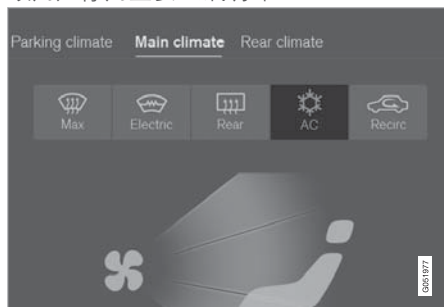 Parking climate Main climate Rear climate
Max Electric Rear AC Recirc
G051977